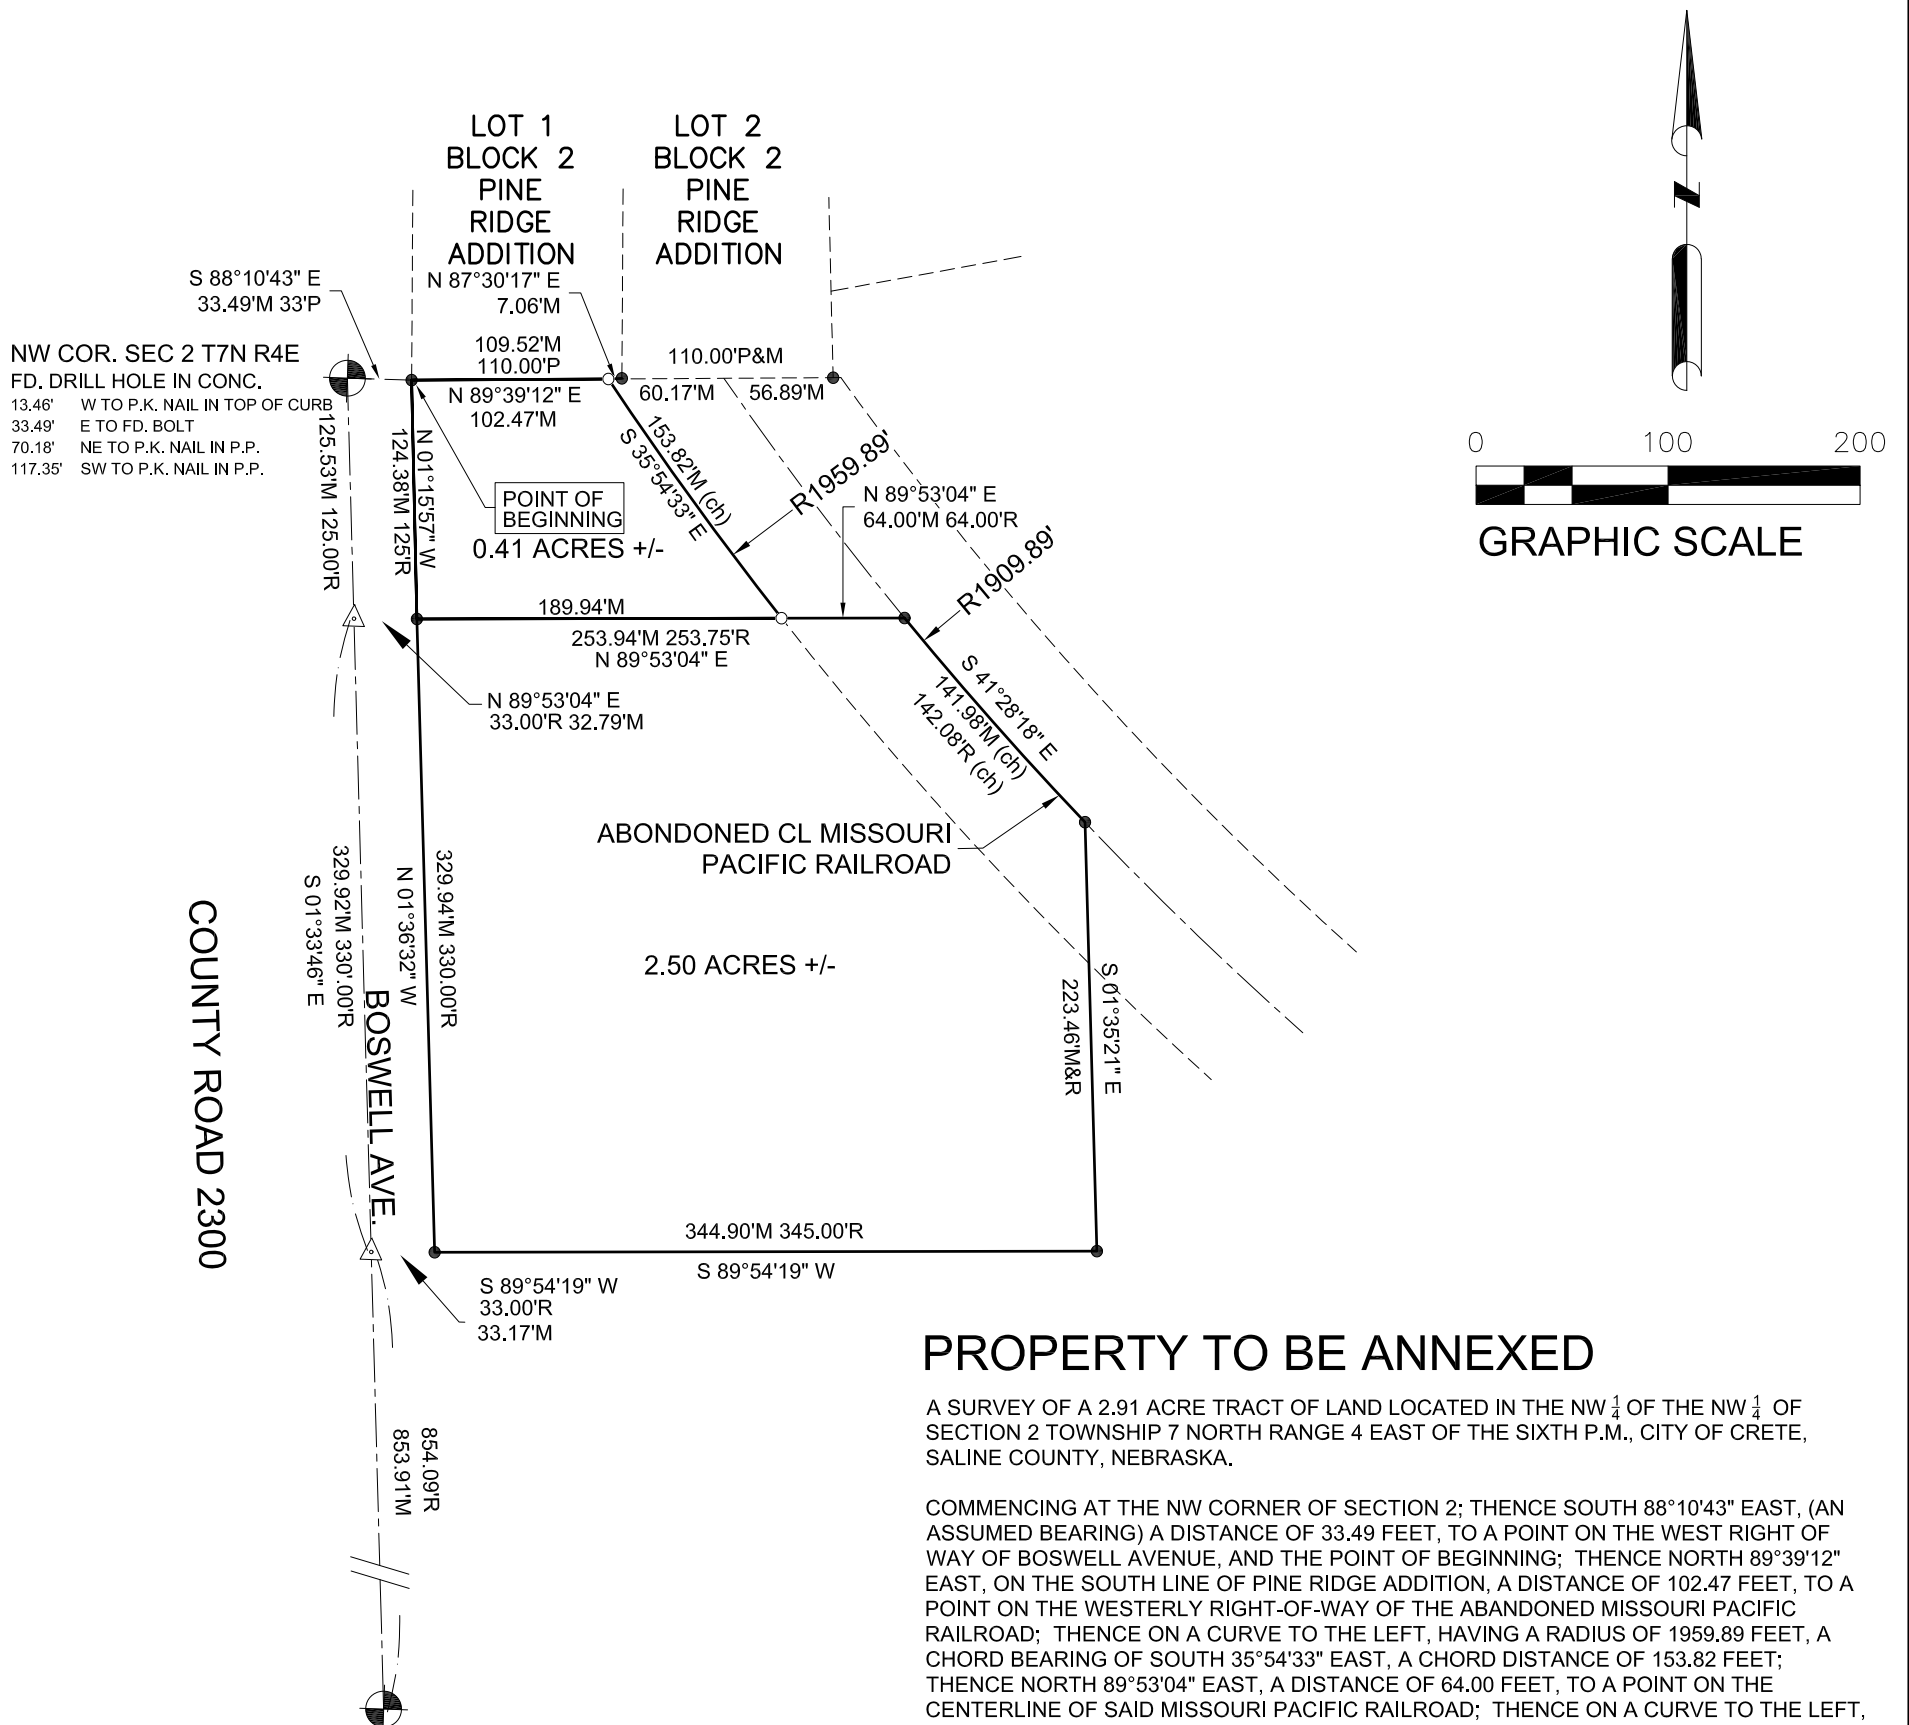 LOT 1
BLOCK 2
PINE
RIDGE
ADDITION
LOT 2
BLOCK 2
PINE
RIDGE
ADDITION
N
0 100 200
GRAPHIC SCALE
S 88°10'43" E
33.49'M 33'P
N 87°30'17" E
7.06'M
NW COR. SEC 2 T7N R4E
FD. DRILL HOLE IN CONC.
13.46' W TO P.K. NAIL IN TOP OF CURB
33.49' E TO FD. BOLT
70.18' NE TO P.K. NAIL IN P.P.
117.35' SW TO P.K. NAIL IN P.P.
109.52'M
110.00'P
N 89°39'12" E
102.47'M
110.00'P&M
60.17'M
56.89'M
125.53'M 125.00'R
N 01°15'57" W
124.38'M 125'R
153.82'M (ch)
S 35°54'33" E
R1959.89'
POINT OF
BEGINNING
0.41 ACRES +/-
N 89°53'04" E
64.00'M 64.00'R
R1909.89'
189.94'M
253.94'M 253.75'R
N 89°53'04" E
N 89°53'04" E
33.00'R 32.79'M
S 41°28'18" E
141.98'M (ch)
142.08'R (ch)
ABONDONED CL MISSOURI
PACIFIC RAILROAD
329.94'M 330.00'R
N 01°36'32" W
329.92'M 330'.00'R
S 01°33'46" E
2.50 ACRES +/-
S 01°35'21" E
223.46'M&R
COUNTY ROAD 2300
BOSWELL AVE.
344.90'M 345.00'R
S 89°54'19" W
S 89°54'19" W
33.00'R
33.17'M
854.09'R
853.91'M
PROPERTY TO BE ANNEXED
A SURVEY OF A 2.91 ACRE TRACT OF LAND LOCATED IN THE NW 1/4 OF THE NW 1/4 OF
SECTION 2 TOWNSHIP 7 NORTH RANGE 4 EAST OF THE SIXTH P.M., CITY OF CRETE,
SALINE COUNTY, NEBRASKA.
COMMENCING AT THE NW CORNER OF SECTION 2; THENCE SOUTH 88°10'43" EAST, (AN
ASSUMED BEARING) A DISTANCE OF 33.49 FEET, TO A POINT ON THE WEST RIGHT OF
WAY OF BOSWELL AVENUE, AND THE POINT OF BEGINNING; THENCE NORTH 89°39'12"
EAST, ON THE SOUTH LINE OF PINE RIDGE ADDITION, A DISTANCE OF 102.47 FEET, TO A
POINT ON THE WESTERLY RIGHT-OF-WAY OF THE ABANDONED MISSOURI PACIFIC
RAILROAD; THENCE ON A CURVE TO THE LEFT, HAVING A RADIUS OF 1959.89 FEET, A
CHORD BEARING OF SOUTH 35°54'33" EAST, A CHORD DISTANCE OF 153.82 FEET;
THENCE NORTH 89°53'04" EAST, A DISTANCE OF 64.00 FEET, TO A POINT ON THE
CENTERLINE OF SAID MISSOURI PACIFIC RAILROAD; THENCE ON A CURVE TO THE LEFT,